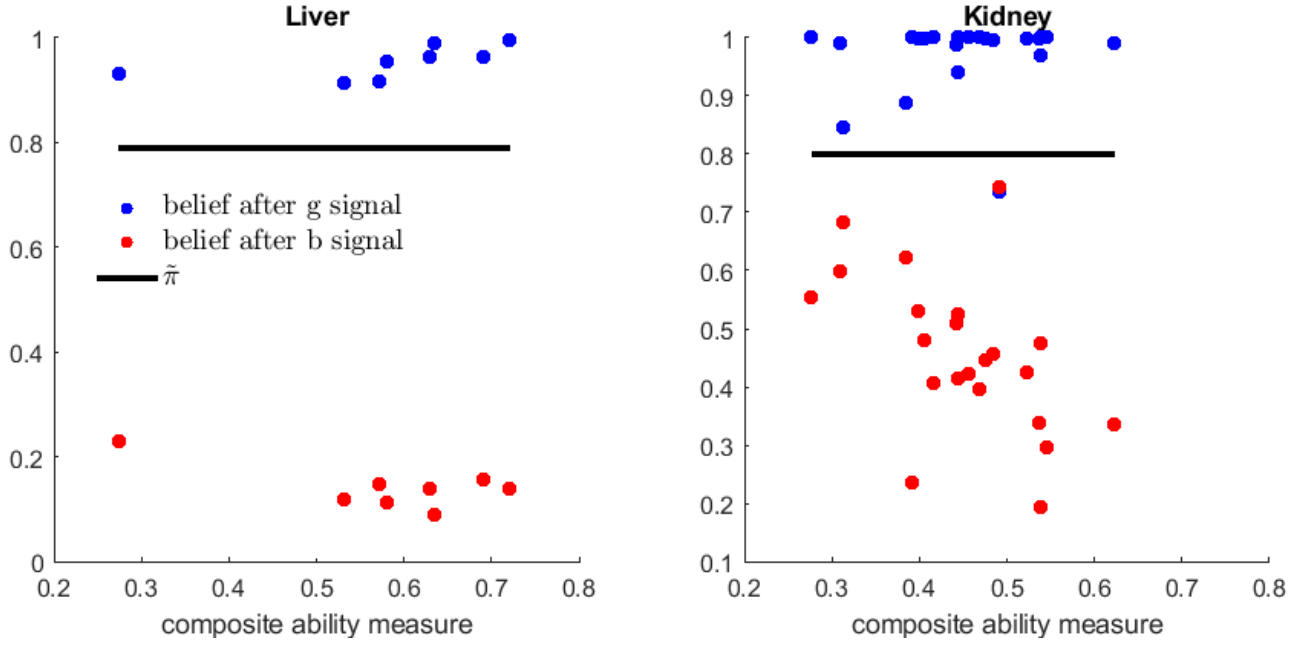 Liver
1
0.8
0.6
0.4
0.2
0
belief after g signal
belief after b signal
π̃
0.2 0.3 0.4 0.5 0.6 0.7 0.8
composite ability measure
Kidney
1
0.9
0.8
0.7
0.6
0.5
0.4
0.3
0.2
0.1
0.2 0.3 0.4 0.5 0.6 0.7 0.8
composite ability measure